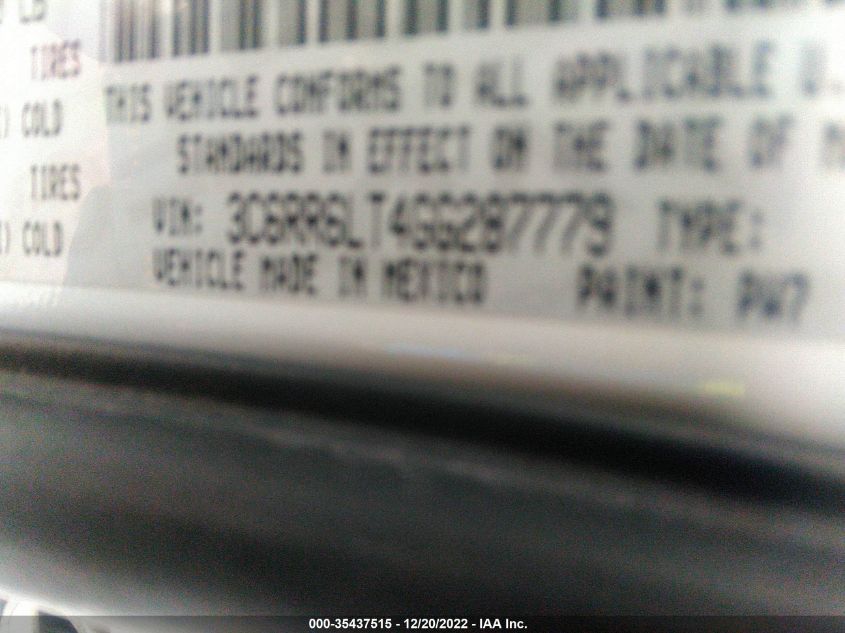 LB
TIRES
COLD
TIRES
COLD
THIS VEHICLE CONFORMS TO ALL APPLICABLE U.
STANDARDS IN EFFECT ON THE DATE OF M
VIN: 3C6RR6LT4GG287779 TYPE:
VEHICLE MADE IN MEXICO PAINT: PW7
000-35437515 - 12/20/2022 - IAA Inc.